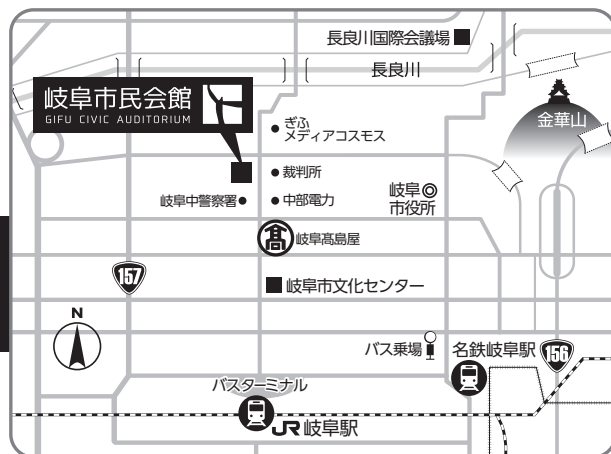 長良川国際会議場
長良川
岐阜市民会館
GIFU CIVIC AUDITORIUM
金華山
ぎふ
メディアコスモス
裁判所
岐阜中警察署
中部電力
岐阜
市役所
髙
岐阜髙島屋
157
岐阜市文化センター
N
バス乗場
名鉄岐阜駅
156
バスターミナル
JR岐阜駅